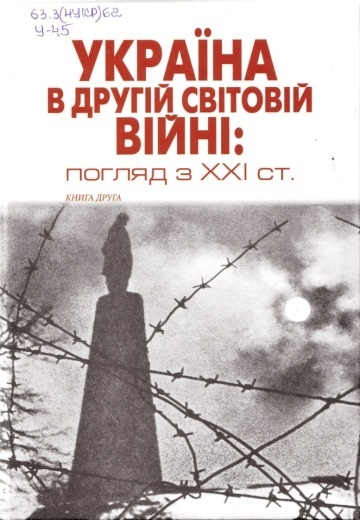 63.3(4УКР)62
У-45
УКРАЇНА
В ДРУГІЙ СВІТОВІЙ
ВІЙНІ:
ПОГЛЯД З XXI СТ.
КНИГА ДРУГА